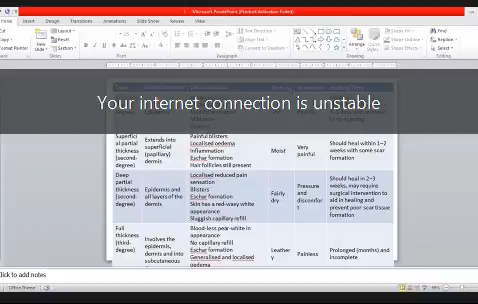 Microsoft PowerPoint (Product Activation Failed)
Home Insert Design Transitions Animations Slide Show Review View
Cut
Copy
Format Painter
New
Slide
Layout
Reset
Section
Text Direction
Align Text
Convert to SmartArt
Arrange
Quick
Styles
Shape Fill
Shape Outline
Shape Effects
Find
Replace
Select
Font
Paragraph
Drawing
Editing
Your internet connection is unstable
Superfici
al partial
thickness
(second-
degree)
Extends into
superficial
(papillary)
dermis
Painful blisters
Localised oedema
Inflammation
Eschar formation
Hair follicles still present
Moist
Very
painful
Should heal within 1–2
weeks with some scar
formation
Deep
partial
thickness
(second-
degree)
Epidermis and
all layers of the
dermis
Localised reduced pain
sensation
Blisters
Eschar formation
Skin has a red-waxy white
appearance
Sluggish capillary refill
Fairly
dry
Pressure
and
discomfor
t
Should heal in 2–3
weeks, may require
surgical intervention to
aid in healing and
prevent poor scar tissue
formation
Full
thickness
(third-
degree)
Involves the
epidermis,
dermis and into
subcutaneous
Blood-less pear-white in
appearance
No capillary refill
Eschar formation
Generalised and localised
oedema
Leather
y
Painless
Prolonged (months) and
incomplete
Click to add notes
Office Theme